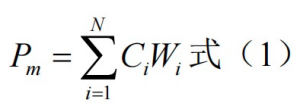 $P_m = \sum_{i=1}^{N} C_i W_i$ 式（1）